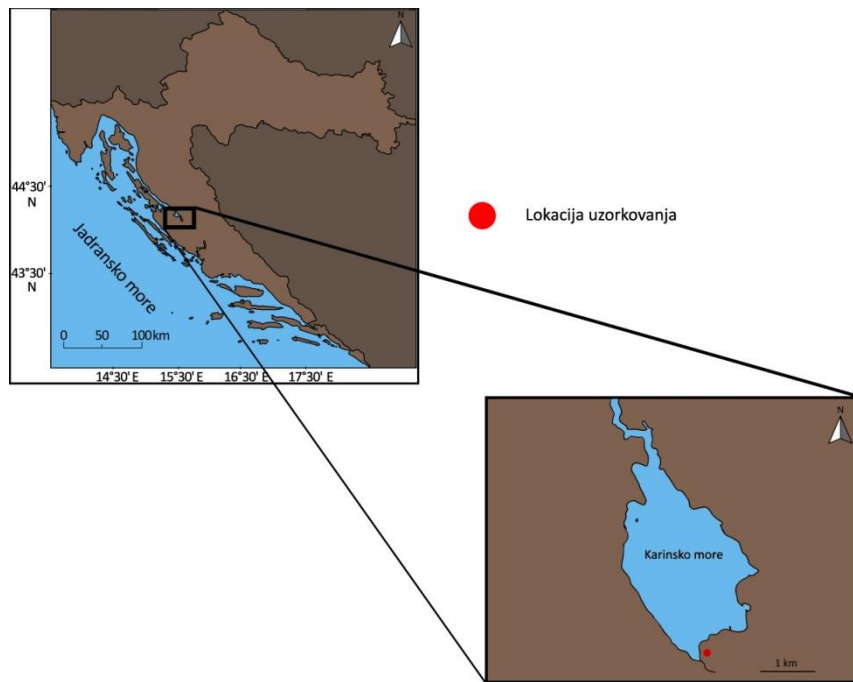 N
44°30'
N
43°30'
N
Jadransko more
0 50 100km
14°30' E 15°30' E 16°30' E 17°30' E
Lokacija uzorkovanja
N
Karinsko more
1 km